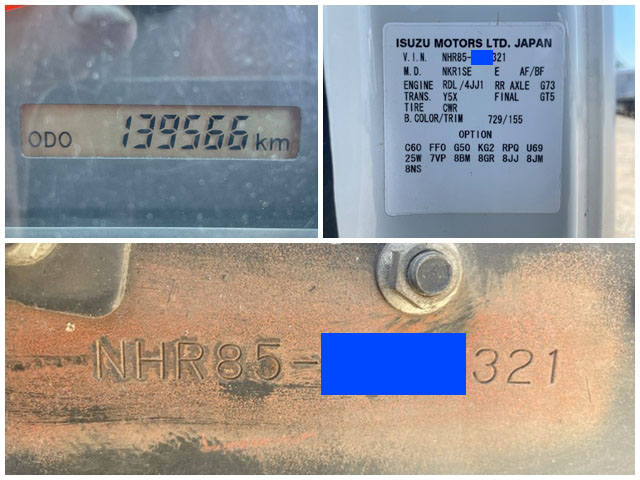 ODO 139566 km
ISUZU MOTORS LTD. JAPAN
V.I.N. NHR85- 321
M.D. NKR1SE E AF/BF
ENGINE RDL/4JJ1 RR AXLE G73
TRANS. Y5X FINAL GT5
TIRE CWR
B.COLOR/TRIM 729/155
OPTION
C60 FF0 G50 KG2 RPQ U69
25W 7VP 8BM 8GR 8JJ 8JM
8NS
NHR85- 321